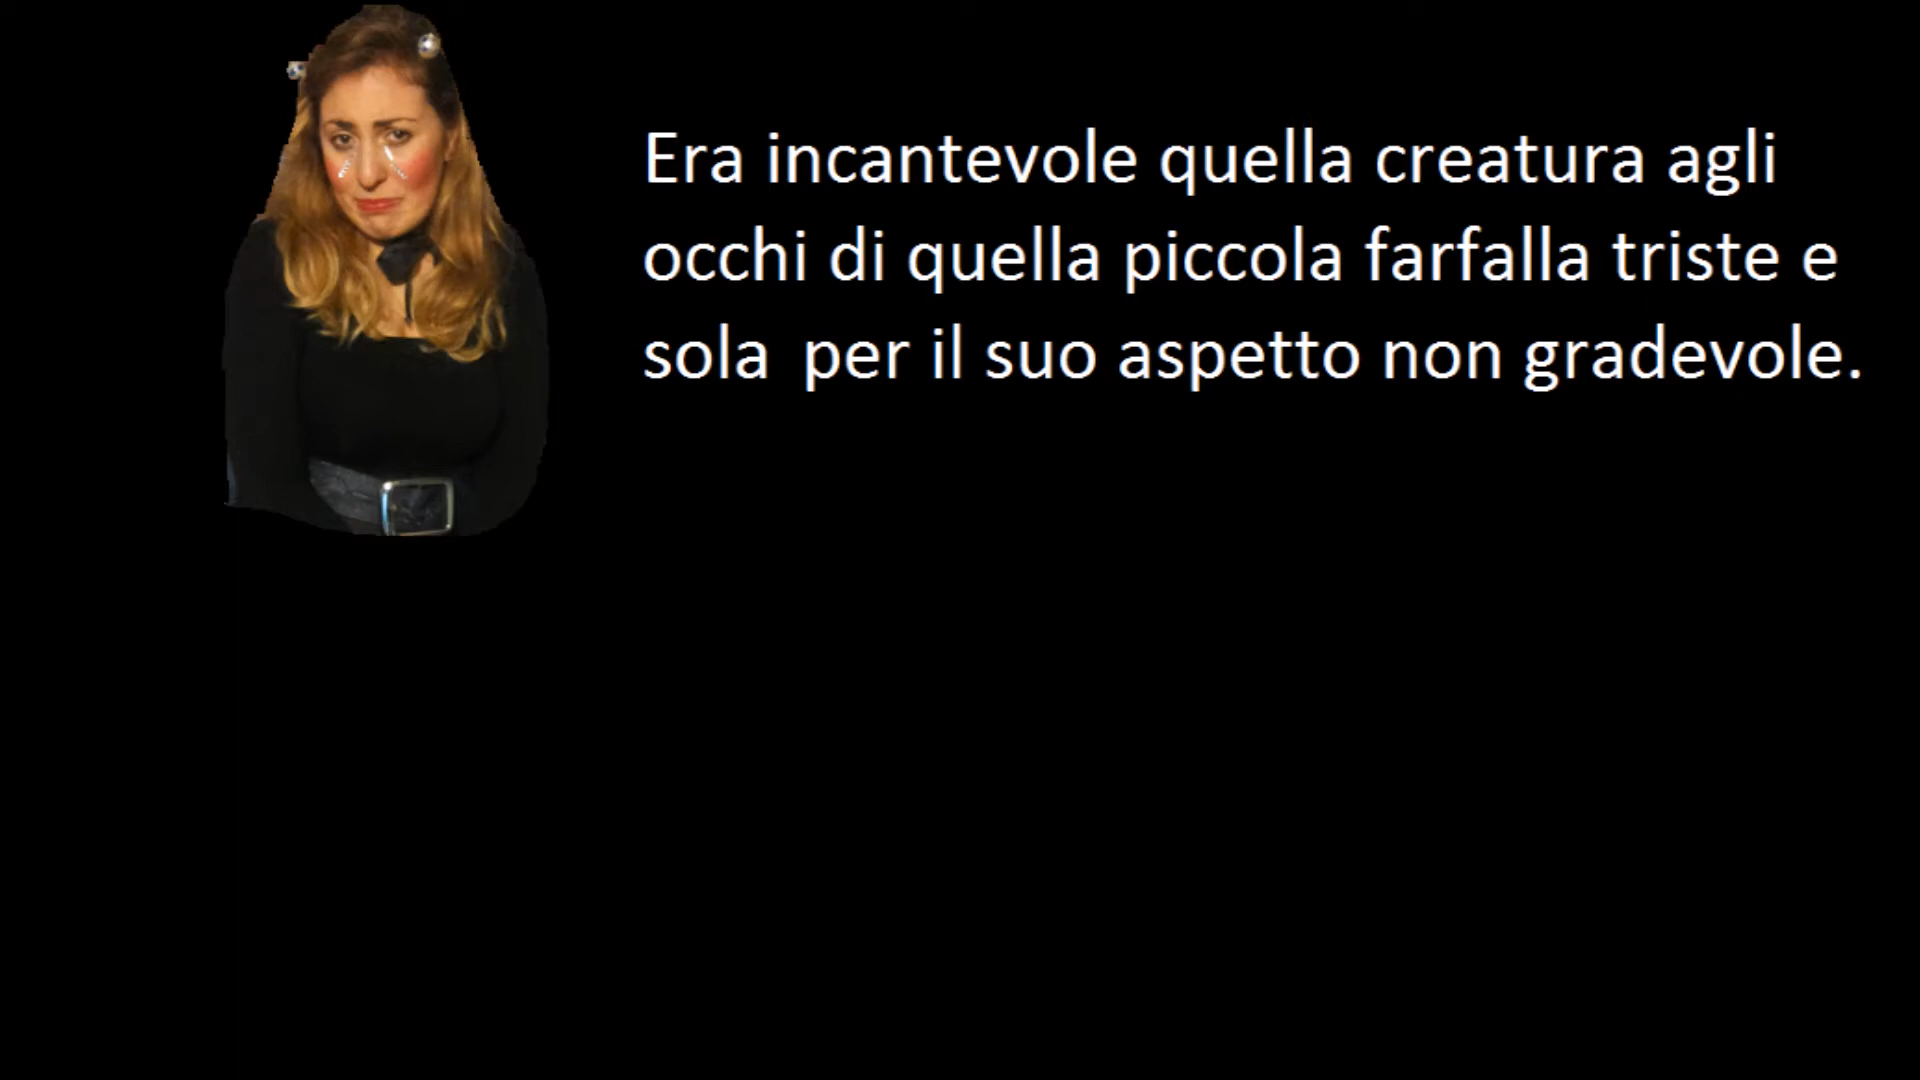 Era incantevole quella creatura agli
occhi di quella piccola farfalla triste e
sola  per il suo aspetto non gradevole.